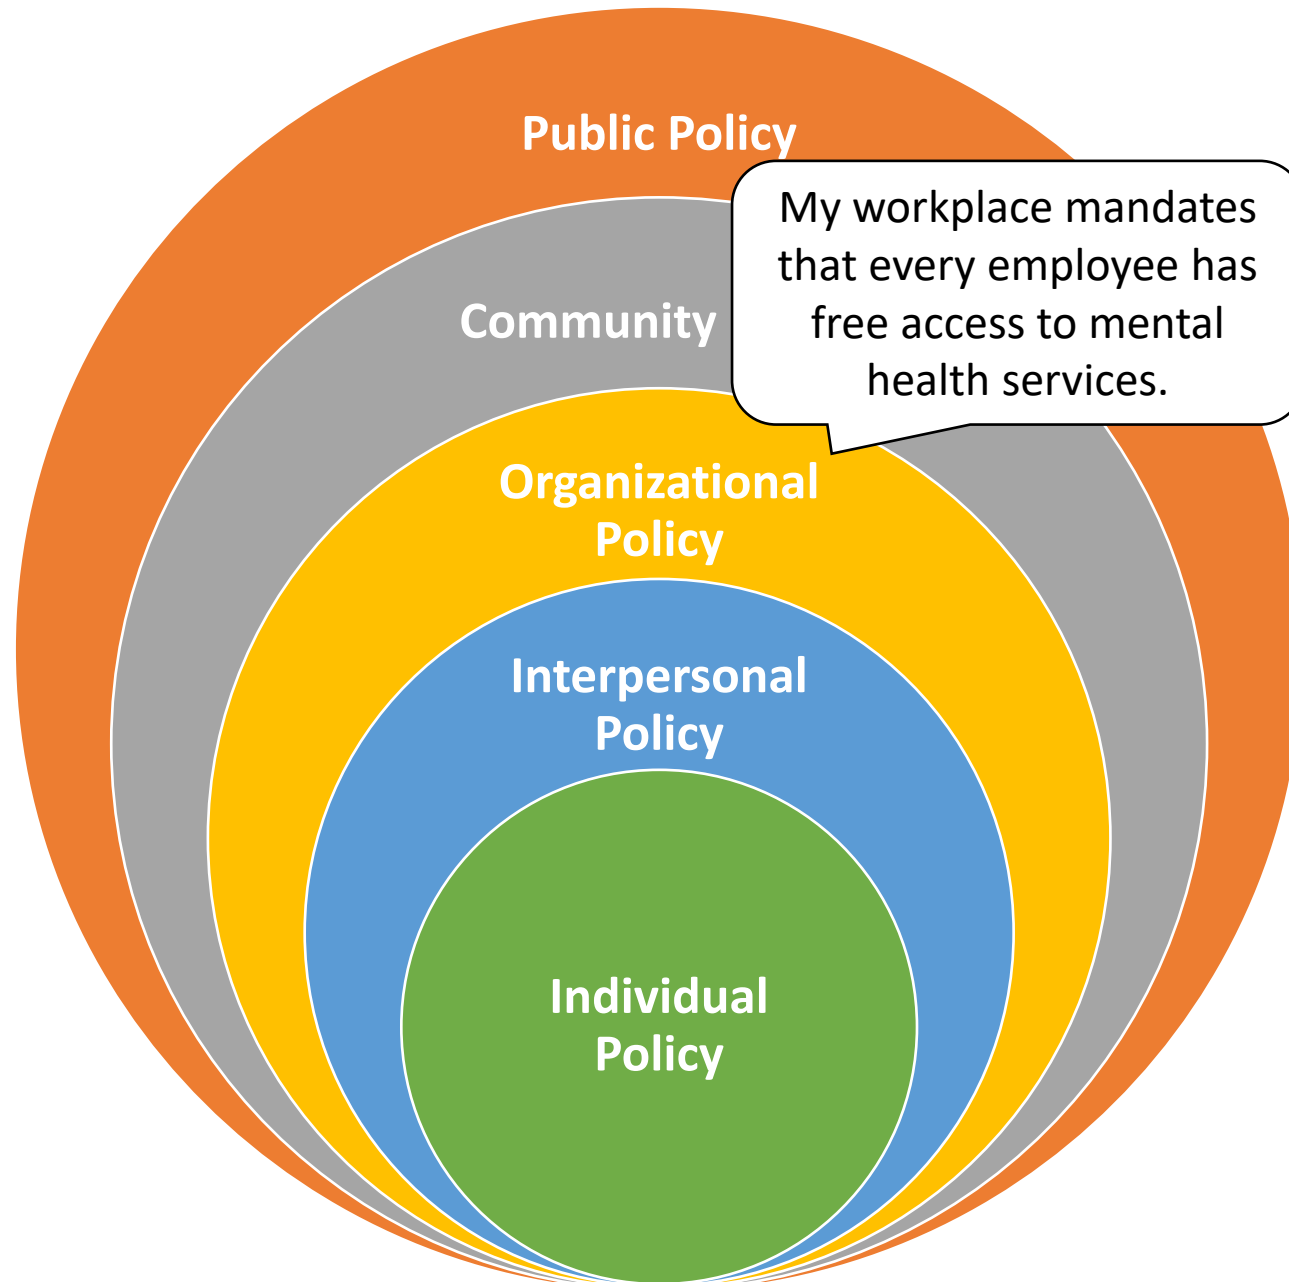 Public Policy
My workplace mandates
that every employee has
free access to mental
health services.
Community
Organizational
Policy
Interpersonal
Policy
Individual
Policy